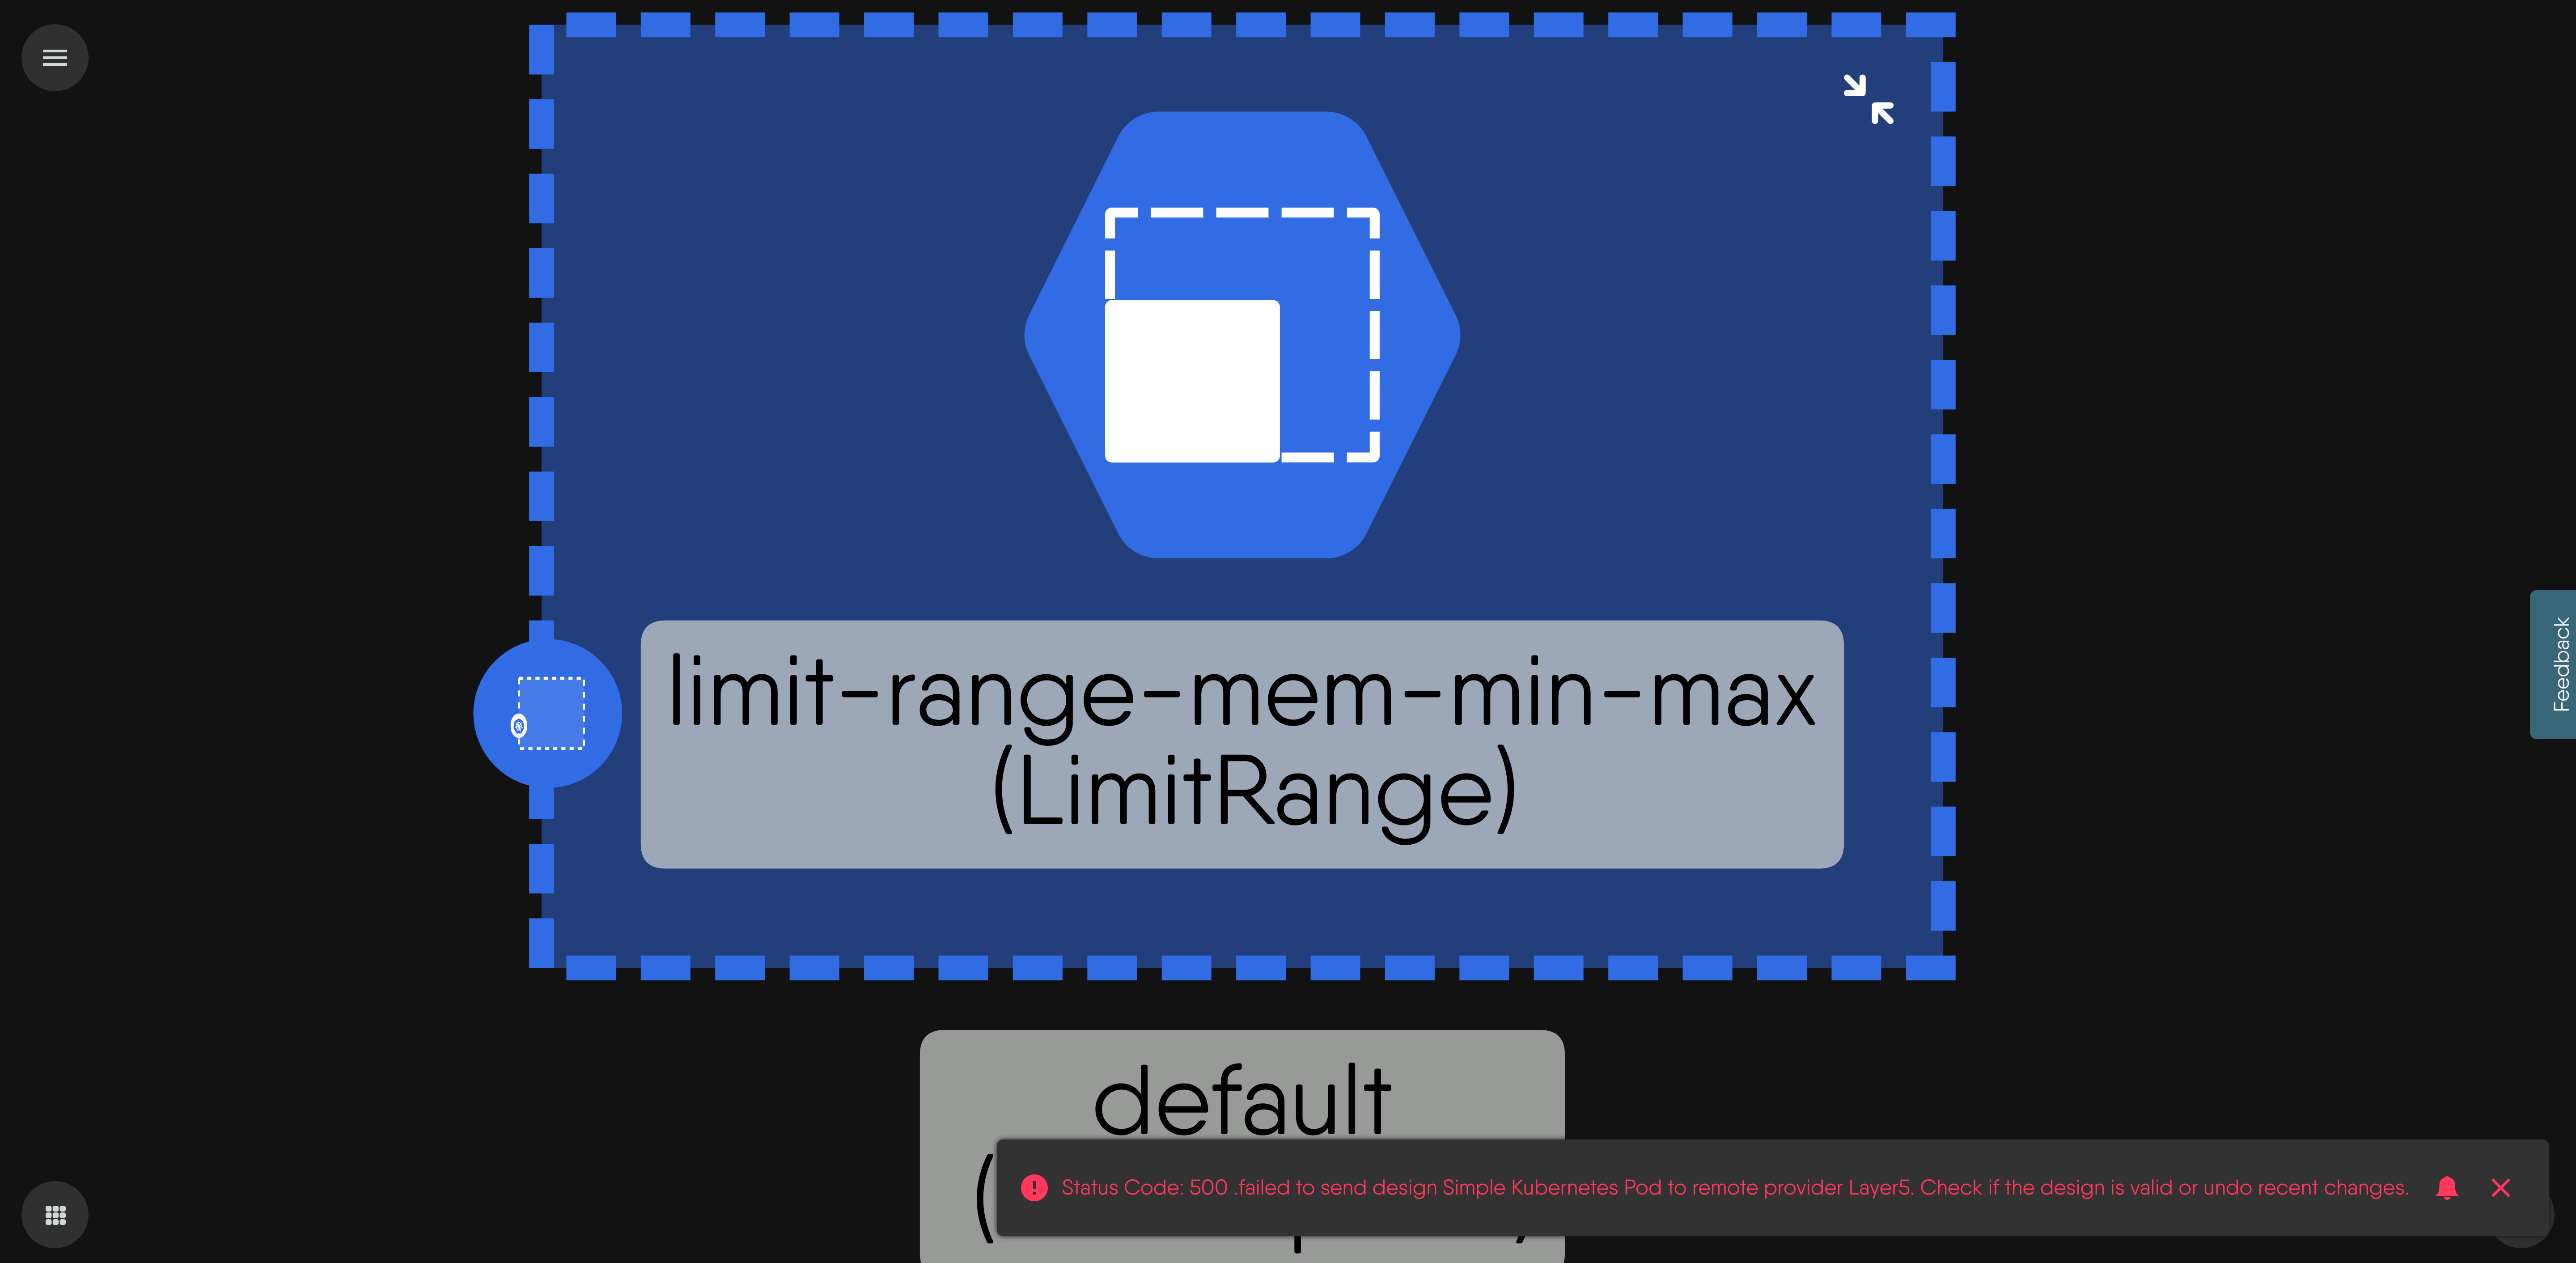 limit-range-mem-min-max
(LimitRange)
Feedback
default
Status Code: 500 .failed to send design Simple Kubernetes Pod to remote provider Layer5. Check if the design is valid or undo recent changes.